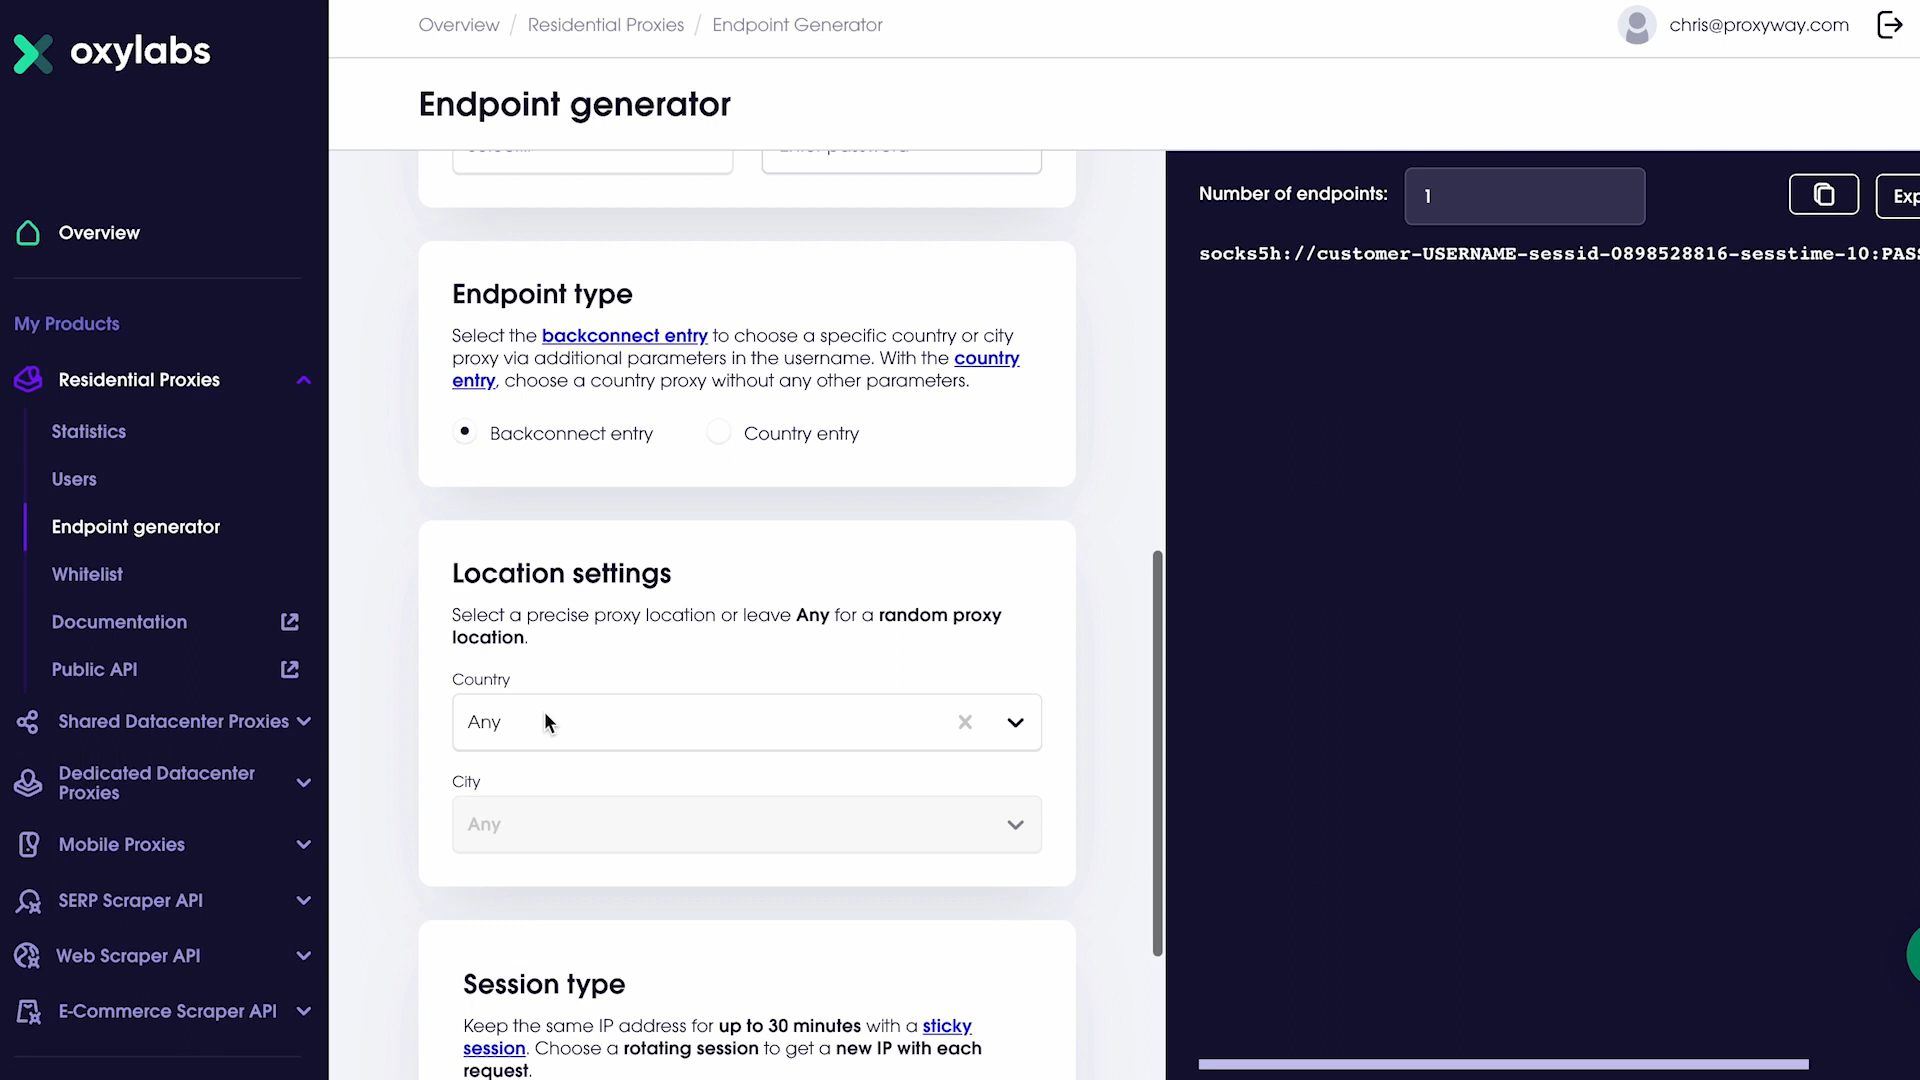 oxylabs
Overview / Residential Proxies / Endpoint Generator
chris@proxyway.com
Endpoint generator
Overview
My Products
Residential Proxies
Statistics
Users
Endpoint generator
Whitelist
Documentation
Public API
Shared Datacenter Proxies
Dedicated Datacenter
Proxies
Mobile Proxies
SERP Scraper API
Web Scraper API
E-Commerce Scraper API
Endpoint type
Select the backconnect entry to choose a specific country or city
proxy via additional parameters in the username. With the country
entry, choose a country proxy without any other parameters.
Backconnect entry
Country entry
Location settings
Select a precise proxy location or leave Any for a random proxy
location.
Country
Any
City
Any
Session type
Keep the same IP address for up to 30 minutes with a sticky
session. Choose a rotating session to get a new IP with each
request.
Number of endpoints:
1
Exp
socks5h://customer-USERNAME-sessid-0898528816-sesstime-10:PASS